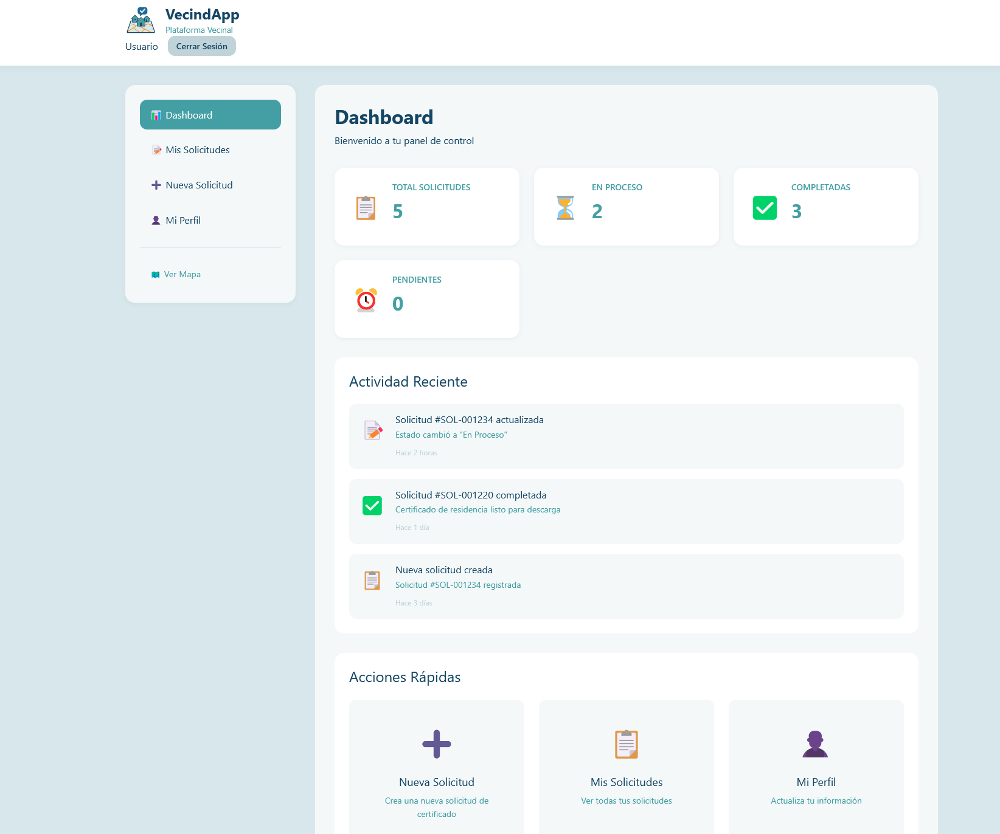 VecindApp
Plataforma Vecinal
Usuario
Cerrar Sesión
Dashboard
Mis Solicitudes
Nueva Solicitud
Mi Perfil
Ver Mapa
Dashboard
Bienvenido a tu panel de control
TOTAL SOLICITUDES
5
EN PROCESO
2
COMPLETADAS
3
PENDIENTES
0
Actividad Reciente
Solicitud #SOL-001234 actualizada
Estado cambió a "En Proceso"
Hace 2 horas
Solicitud #SOL-001220 completada
Certificado de residencia listo para descarga
Hace 1 día
Nueva solicitud creada
Solicitud #SOL-001234 registrada
Hace 3 días
Acciones Rápidas
Nueva Solicitud
Crea una nueva solicitud de
certificado
Mis Solicitudes
Ver todas tus solicitudes
Mi Perfil
Actualiza tu información